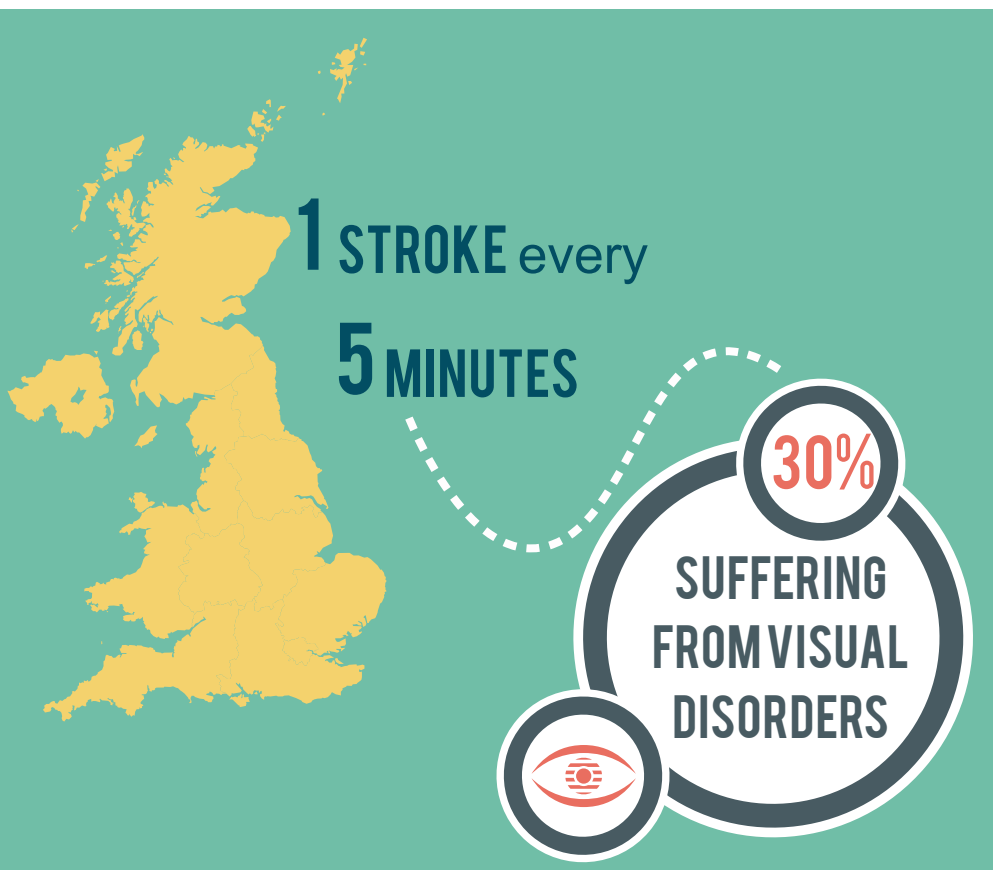 1 STROKE every
5 MINUTES
30%
SUFFERING
FROM VISUAL
DISORDERS